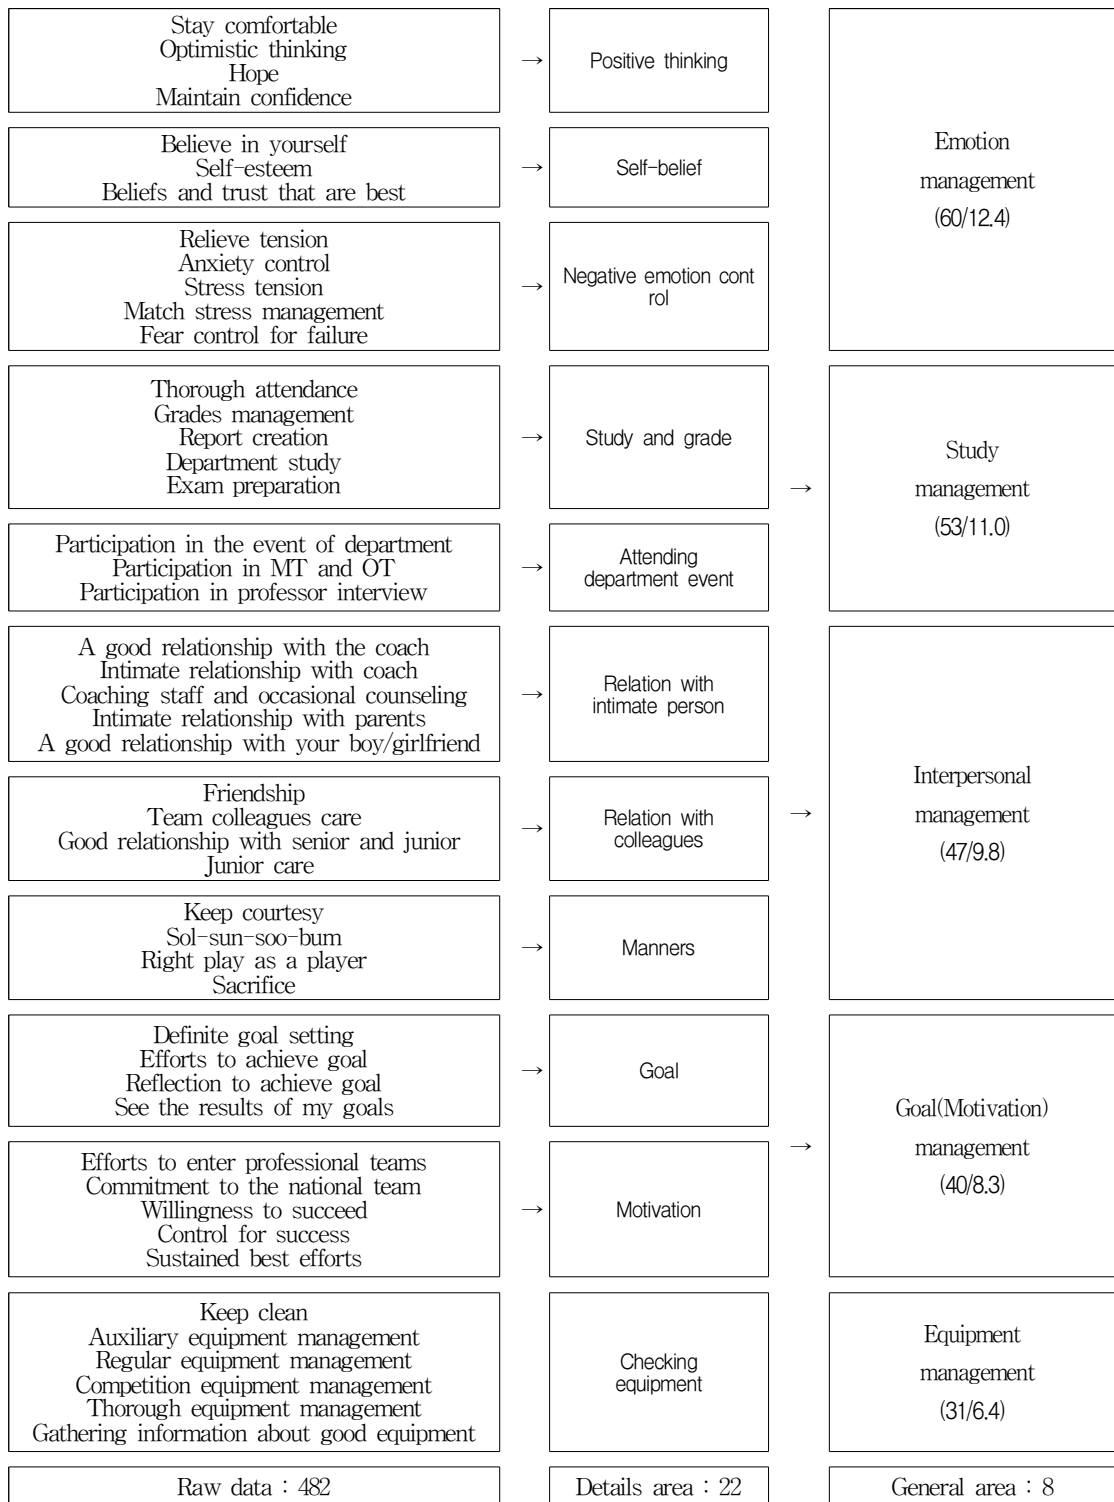 Stay comfortable
Optimistic thinking
Hope
Maintain confidence
→
Positive thinking
Believe in yourself
Self-esteem
Beliefs and trust that are best
→
Self-belief
Relieve tension
Anxiety control
Stress tension
Match stress management
Fear control for failure
→
Negative emotion cont
rol
Emotion
management
(60/12.4)
Thorough attendance
Grades management
Report creation
Department study
Exam preparation
→
Study and grade
Participation in the event of department
Participation in MT and OT
Participation in professor interview
→
Attending
department event
→
Study
management
(53/11.0)
A good relationship with the coach
Intimate relationship with coach
Coaching staff and occasional counseling
Intimate relationship with parents
A good relationship with your boy/girlfriend
→
Relation with
intimate person
Friendship
Team colleagues care
Good relationship with senior and junior
Junior care
→
Relation with
colleagues
Keep courtesy
Sol-sun-soo-bum
Right play as a player
Sacrifice
→
Manners
→
Interpersonal
management
(47/9.8)
Definite goal setting
Efforts to achieve goal
Reflection to achieve goal
See the results of my goals
→
Goal
Efforts to enter professional teams
Commitment to the national team
Willingness to succeed
Control for success
Sustained best efforts
→
Motivation
→
Goal(Motivation)
management
(40/8.3)
Keep clean
Auxiliary equipment management
Regular equipment management
Competition equipment management
Thorough equipment management
Gathering information about good equipment
Checking
equipment
Equipment
management
(31/6.4)
Raw data : 482
Details area : 22
General area : 8